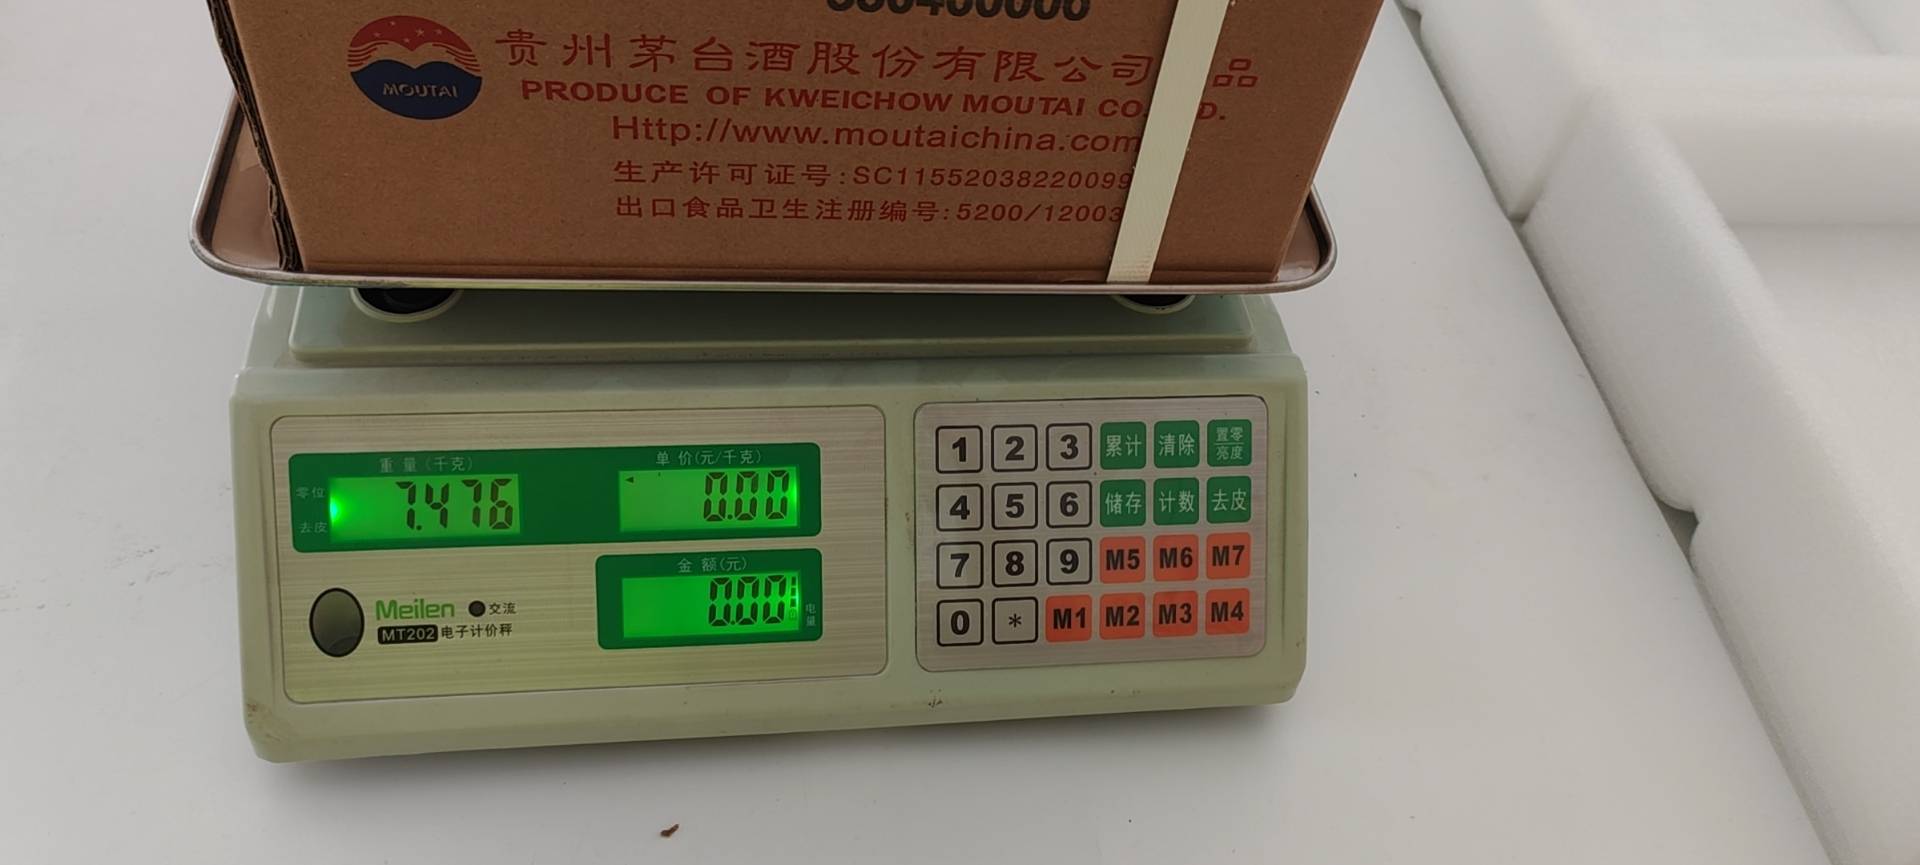 MOUTAI
贵州茅台酒股份有限公司 品
PRODUCE OF KWEICHOW MOUTAI CO D.
Http://www.moutaichina.com
生产许可证号:SC11552038220099
出口食品卫生注册编号:5200/12003
重量(千克)
单价(元/千克)
零位
去皮
7.476
0.00
金额(元)
0.00
电量
Meilen 交流
MT202 电子计价秤
1 2 3 累计 清除 置零 亮度
4 5 6 储存 计数 去皮
7 8 9 M5 M6 M7
0 * M1 M2 M3 M4